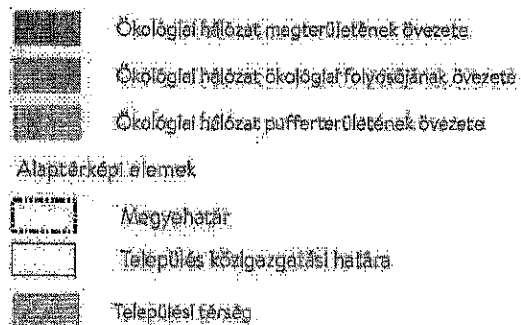 Ökológiai hálózat magterületének övezete
Ökológiai hálózat ökológiai folyosójának övezete
Ökológiai hálózat pufferterületének övezete
Alaptérképi elemek
Megyehatár
Település közigazgatási határa
Települési térség